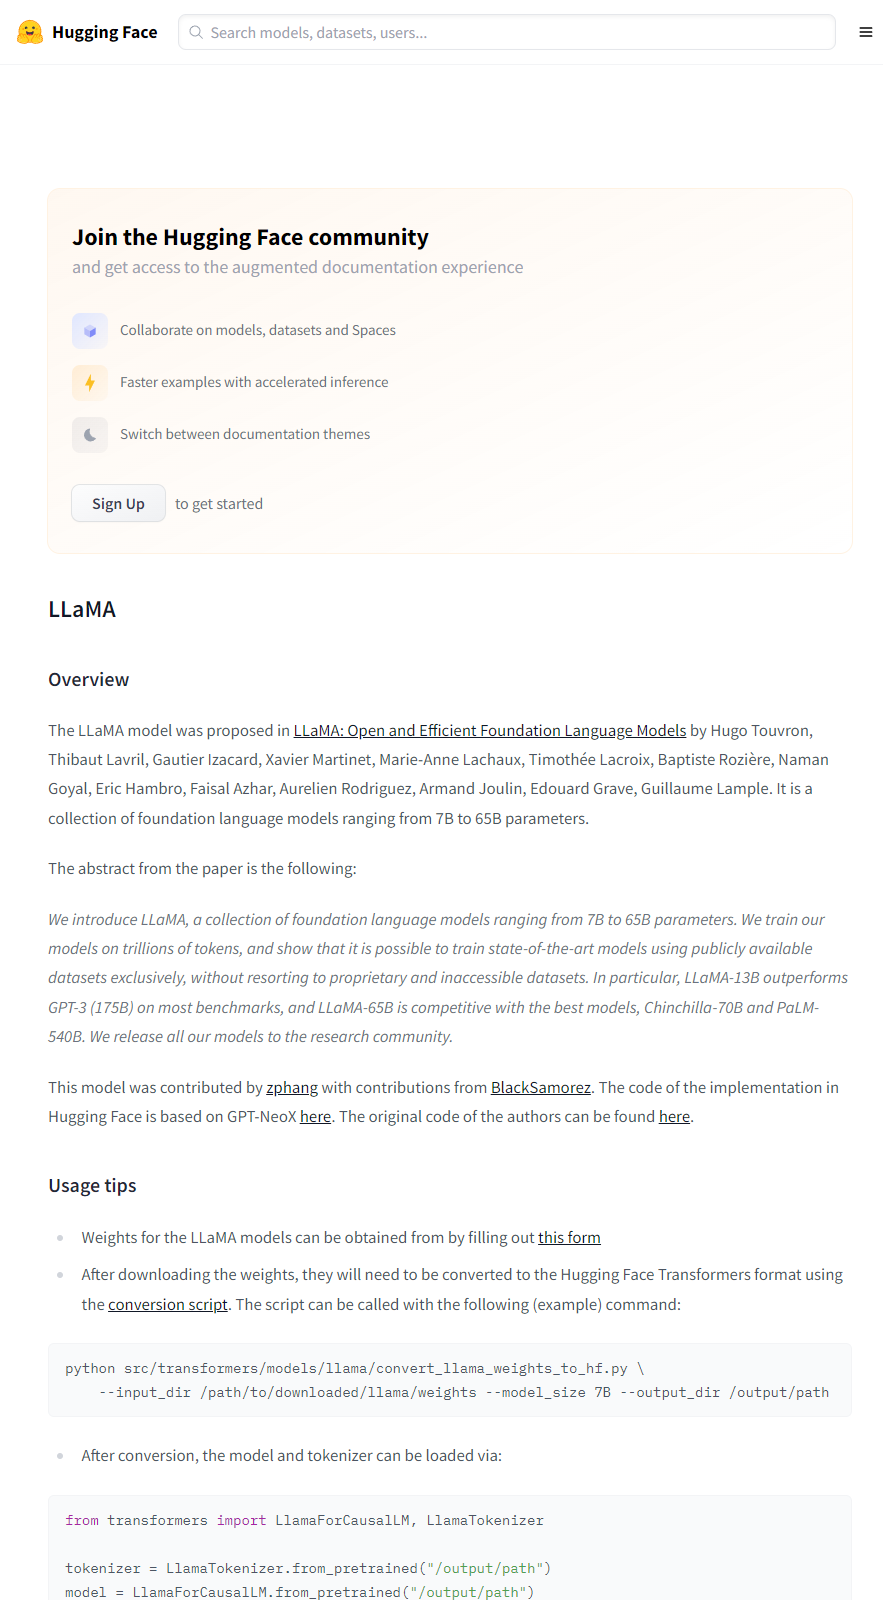 Hugging Face
Search models, datasets, users...
Join the Hugging Face community
and get access to the augmented documentation experience
Collaborate on models, datasets and Spaces
Faster examples with accelerated inference
Switch between documentation themes
Sign Up to get started
LLaMA
Overview
The LLaMA model was proposed in LLaMA: Open and Efficient Foundation Language Models by Hugo Touvron,
Thibaut Lavril, Gautier Izacard, Xavier Martinet, Marie-Anne Lachaux, Timothée Lacroix, Baptiste Rozière, Naman
Goyal, Eric Hambro, Faisal Azhar, Aurelien Rodriguez, Armand Joulin, Edouard Grave, Guillaume Lample. It is a
collection of foundation language models ranging from 7B to 65B parameters.
The abstract from the paper is the following:
We introduce LLaMA, a collection of foundation language models ranging from 7B to 65B parameters. We train our
models on trillions of tokens, and show that it is possible to train state-of-the-art models using publicly available
datasets exclusively, without resorting to proprietary and inaccessible datasets. In particular, LLaMA-13B outperforms
GPT-3 (175B) on most benchmarks, and LLaMA-65B is competitive with the best models, Chinchilla-70B and PaLM-
540B. We release all our models to the research community.
This model was contributed by zphang with contributions from BlackSamorez. The code of the implementation in
Hugging Face is based on GPT-NeoX here. The original code of the authors can be found here.
Usage tips
Weights for the LLaMA models can be obtained from by filling out this form
After downloading the weights, they will need to be converted to the Hugging Face Transformers format using
the conversion script. The script can be called with the following (example) command:
python src/transformers/models/llama/convert_llama_weights_to_hf.py \
    --input_dir /path/to/downloaded/llama/weights --model_size 7B --output_dir /output/path
After conversion, the model and tokenizer can be loaded via:
from transformers import LlamaForCausalLM, LlamaTokenizer
tokenizer = LlamaTokenizer.from_pretrained("/output/path")
model = LlamaForCausalLM.from_pretrained("/output/path")